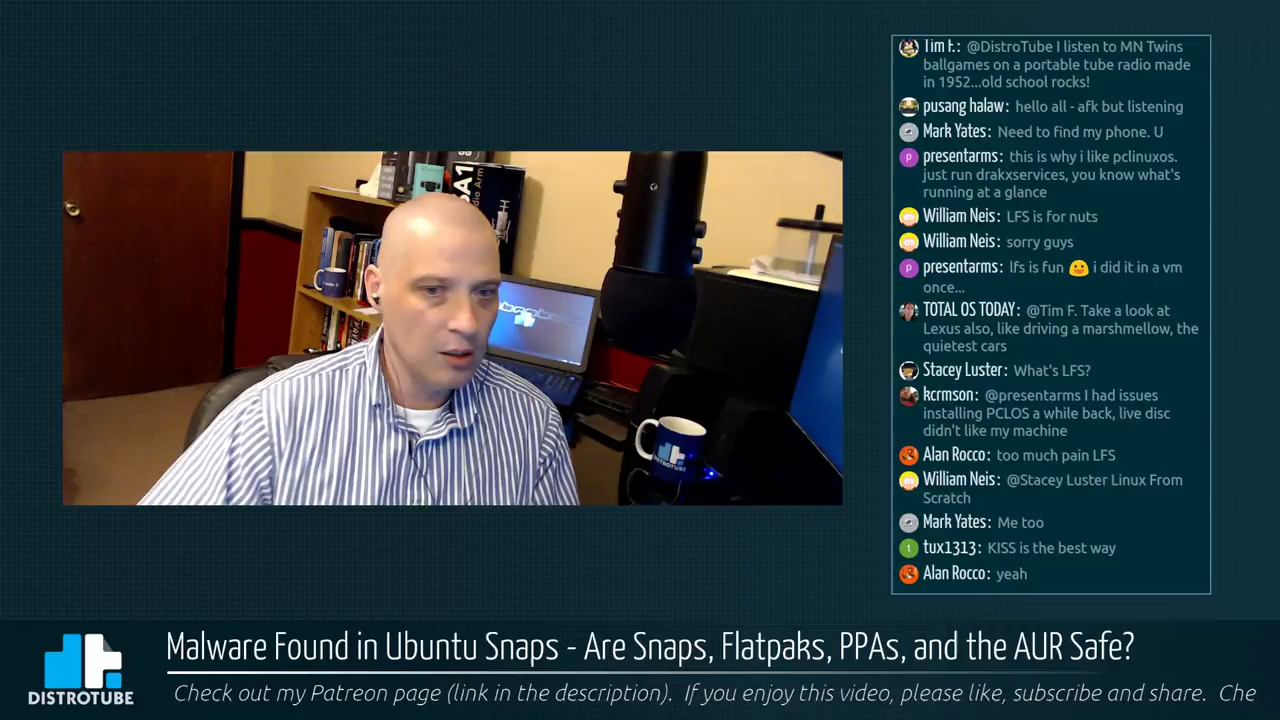 Tim F.: @DistroTube I listen to MN Twins
ballgames on a portable tube radio made
in 1952...old school rocks!
pusang halaw: hello all - afk but listening
Mark Yates: Need to find my phone. U
presentarms: this is why i like pclinuxos.
just run drakxservices, you know what's
running at a glance
William Neis: LFS is for nuts
William Neis: sorry guys
presentarms: lfs is fun i did it in a vm
once...
TOTAL OS TODAY: @Tim F. Take a look at
Lexus also, like driving a marshmellow, the
quietest cars
Stacey Luster: What's LFS?
kcrmson: @presentarms I had issues
installing PCLOS a while back, live disc
didn't like my machine
Alan Rocco: too much pain LFS
William Neis: @Stacey Luster Linux From
Scratch
Mark Yates: Me too
tux1313: KISS is the best way
Alan Rocco: yeah
DISTROTUBE
Malware Found in Ubuntu Snaps - Are Snaps, Flatpaks, PPAs, and the AUR Safe?
DISTROTUBE
Check out my Patreon page (link in the description). If you enjoy this video, please like, subscribe and share. Che